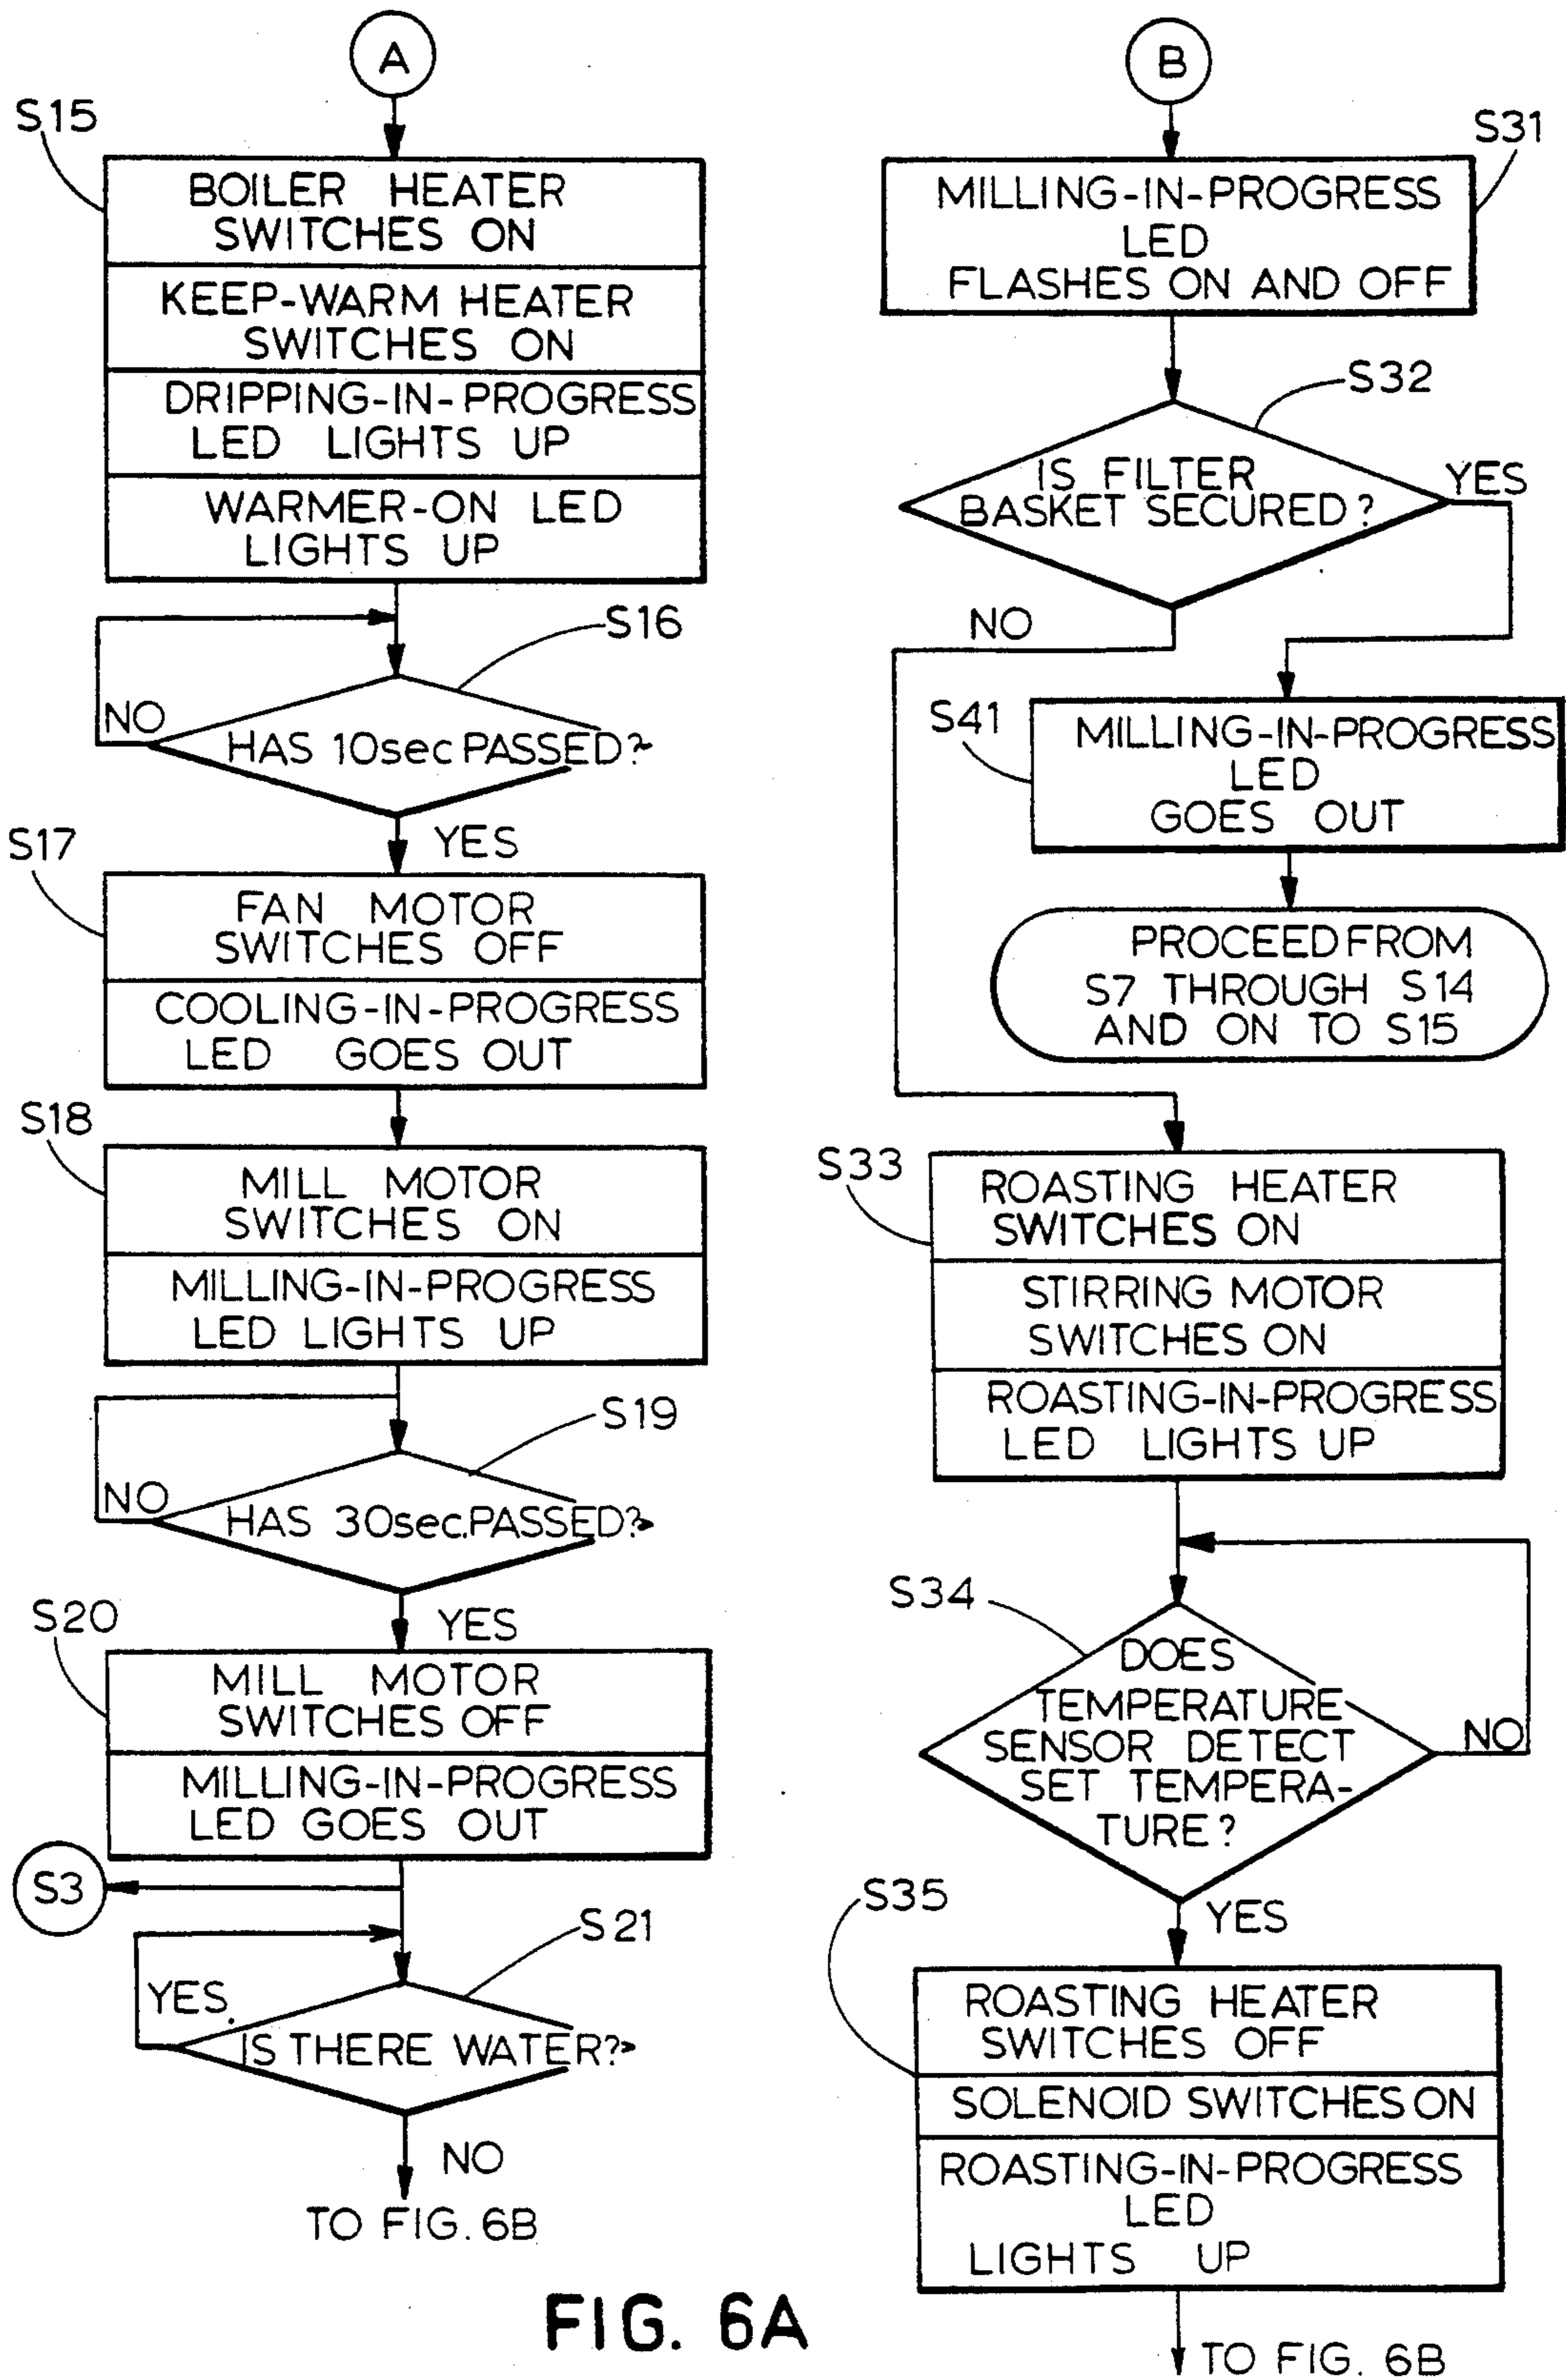 A
S15
BOILER HEATER
SWITCHES ON
KEEP-WARM HEATER
SWITCHES ON
DRIPPING-IN-PROGRESS
LED LIGHTS UP
WARMER-ON LED
LIGHTS UP
S16
NO
HAS 10sec PASSED?
YES
S17
FAN MOTOR
SWITCHES OFF
COOLING-IN-PROGRESS
LED GOES OUT
S18
MILL MOTOR
SWITCHES ON
MILLING-IN-PROGRESS
LED LIGHTS UP
S19
NO
HAS 30sec.PASSED?
YES
S20
MILL MOTOR
SWITCHES OFF
MILLING-IN-PROGRESS
LED GOES OUT
S3
S21
YES
IS THERE WATER?
NO
TO FIG. 6B
B
S31
MILLING-IN-PROGRESS
LED
FLASHES ON AND OFF
S32
IS FILTER
BASKET SECURED?
YES
NO
S41
MILLING-IN-PROGRESS
LED
GOES OUT
PROCEED FROM
S7 THROUGH S14
AND ON TO S15
S33
ROASTING HEATER
SWITCHES ON
STIRRING MOTOR
SWITCHES ON
ROASTING-IN-PROGRESS
LED LIGHTS UP
S34
DOES
TEMPERATURE
SENSOR DETECT
SET TEMPERA-
TURE?
NO
YES
S35
ROASTING HEATER
SWITCHES OFF
SOLENOID SWITCHES ON
ROASTING-IN-PROGRESS
LED
LIGHTS UP
TO FIG. 6B
FIG. 6A